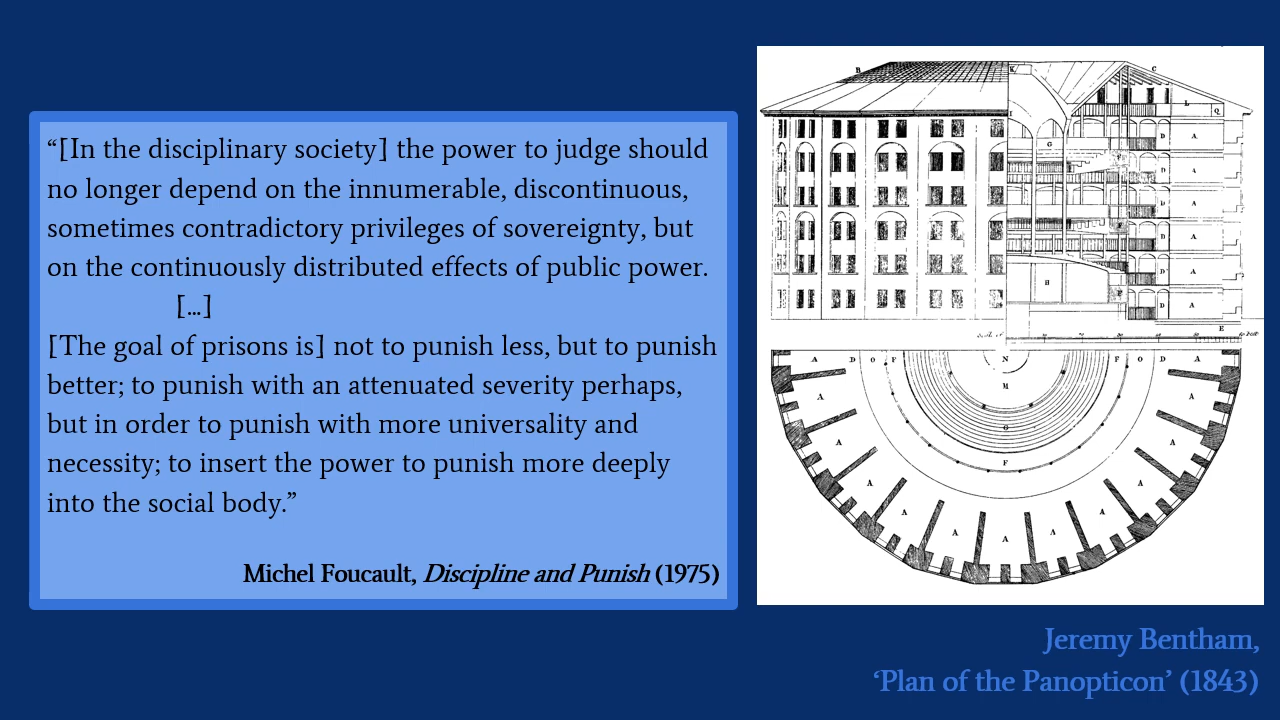 “[In the disciplinary society] the power to judge should
no longer depend on the innumerable, discontinuous,
sometimes contradictory privileges of sovereignty, but
on the continuously distributed effects of public power.
[...]
[The goal of prisons is] not to punish less, but to punish
better; to punish with an attenuated severity perhaps,
but in order to punish with more universality and
necessity; to insert the power to punish more deeply
into the social body.”
Michel Foucault, Discipline and Punish (1975)
B K C
I L Q
G D A
D A
D A
D A
H D A
D A
E
A D O F N F O D A
M
A A
G
A A
F
A A
A A
A A A
Jeremy Bentham,
‘Plan of the Panopticon’ (1843)